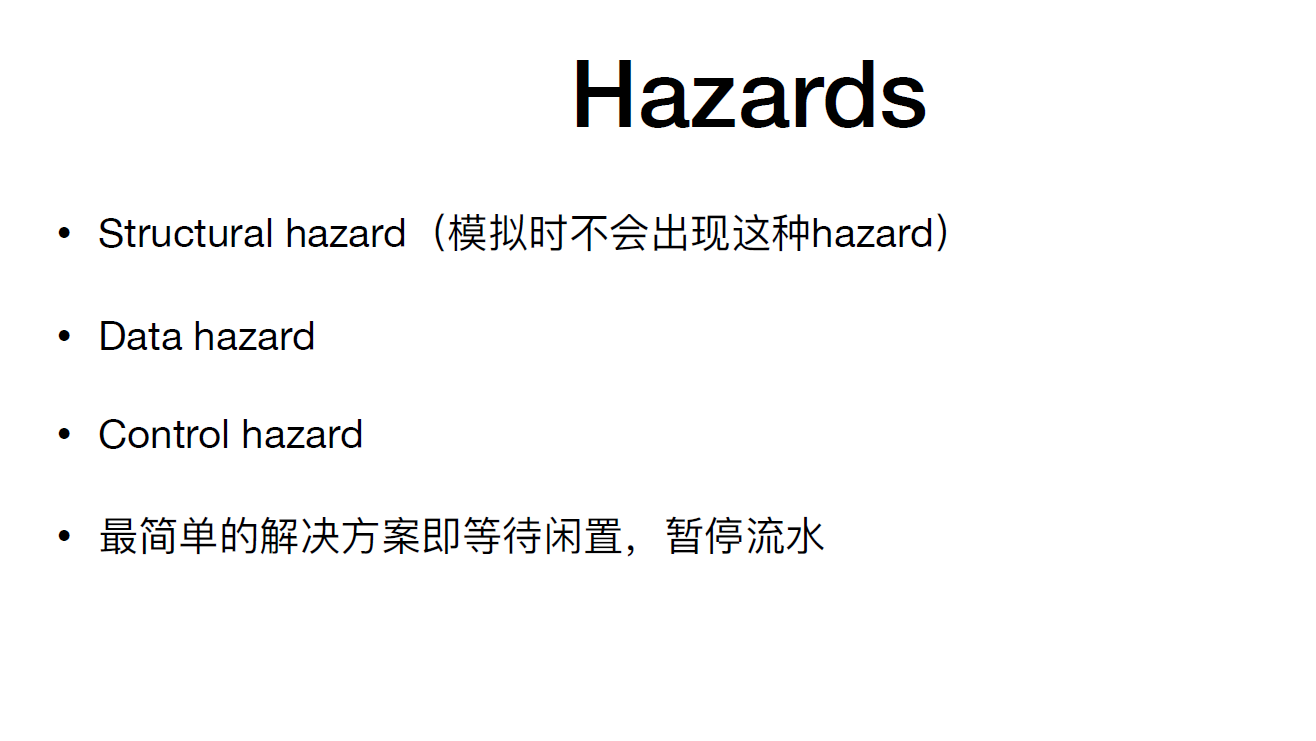 Hazards
• Structural hazard（模拟时不会出现这种hazard）
• Data hazard
• Control hazard
• 最简单的解决方案即等待闲置，暂停流水